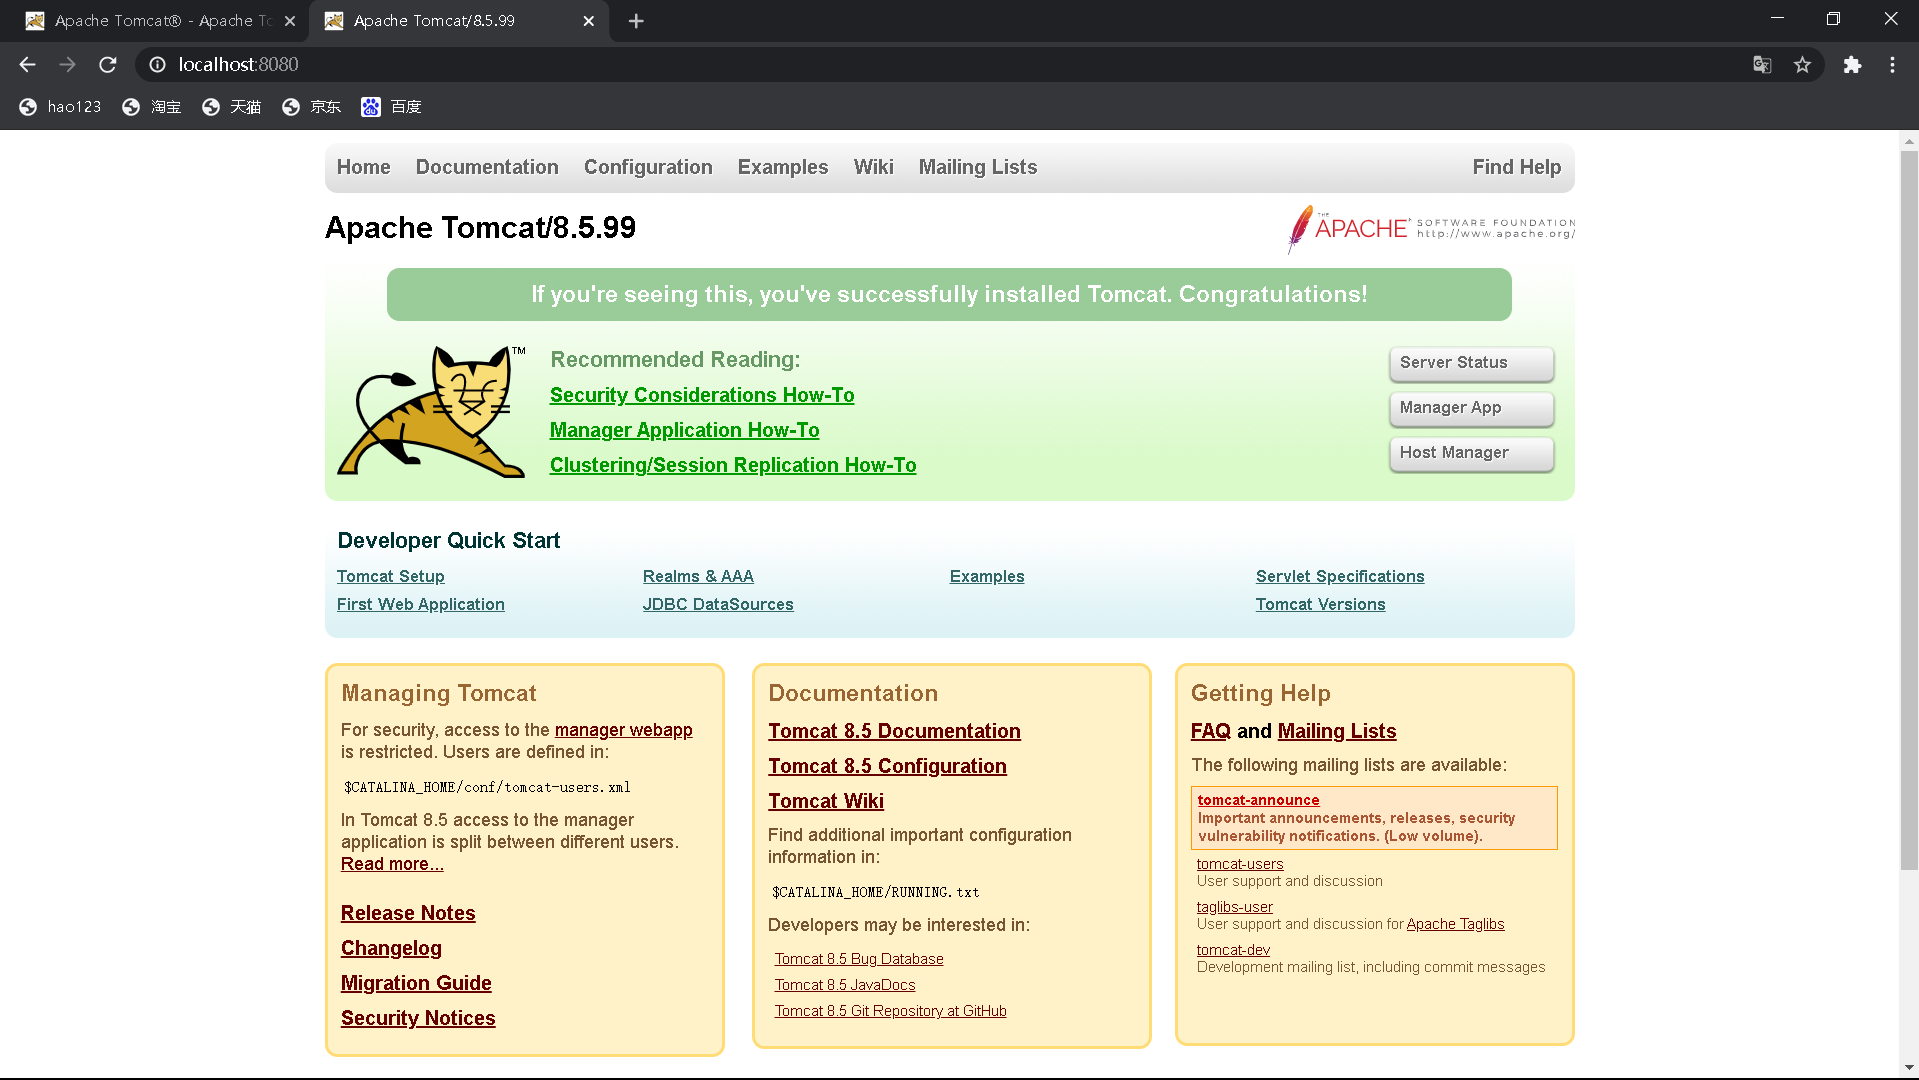 Apache Tomcat® - Apache To
Apache Tomcat/8.5.99
localhost:8080
hao123
淘宝
天猫
京东
百度
Home
Documentation
Configuration
Examples
Wiki
Mailing Lists
Find Help
Apache Tomcat/8.5.99
THE
APACHE
SOFTWARE FOUNDATION
http://www.apache.org/
If you're seeing this, you've successfully installed Tomcat. Congratulations!
TM
Recommended Reading:
Security Considerations How-To
Manager Application How-To
Clustering/Session Replication How-To
Server Status
Manager App
Host Manager
Developer Quick Start
Tomcat Setup
First Web Application
Realms & AAA
JDBC DataSources
Examples
Servlet Specifications
Tomcat Versions
Managing Tomcat
For security, access to the manager webapp
is restricted. Users are defined in:
$CATALINA_HOME/conf/tomcat-users.xml
In Tomcat 8.5 access to the manager
application is split between different users.
Read more...
Release Notes
Changelog
Migration Guide
Security Notices
Documentation
Tomcat 8.5 Documentation
Tomcat 8.5 Configuration
Tomcat Wiki
Find additional important configuration
information in:
$CATALINA_HOME/RUNNING.txt
Developers may be interested in:
Tomcat 8.5 Bug Database
Tomcat 8.5 JavaDocs
Tomcat 8.5 Git Repository at GitHub
Getting Help
FAQ and Mailing Lists
The following mailing lists are available:
tomcat-announce
Important announcements, releases, security
vulnerability notifications. (Low volume).
tomcat-users
User support and discussion
taglibs-user
User support and discussion for Apache Taglibs
tomcat-dev
Development mailing list, including commit messages